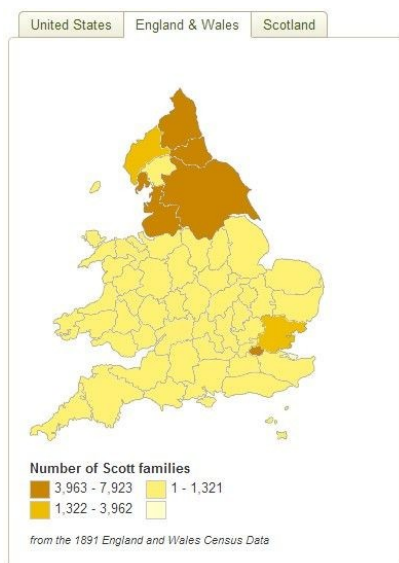 United States
England & Wales
Scotland
Number of Scott families
3,963 - 7,923
1 - 1,321
1,322 - 3,962
from the 1891 England and Wales Census Data